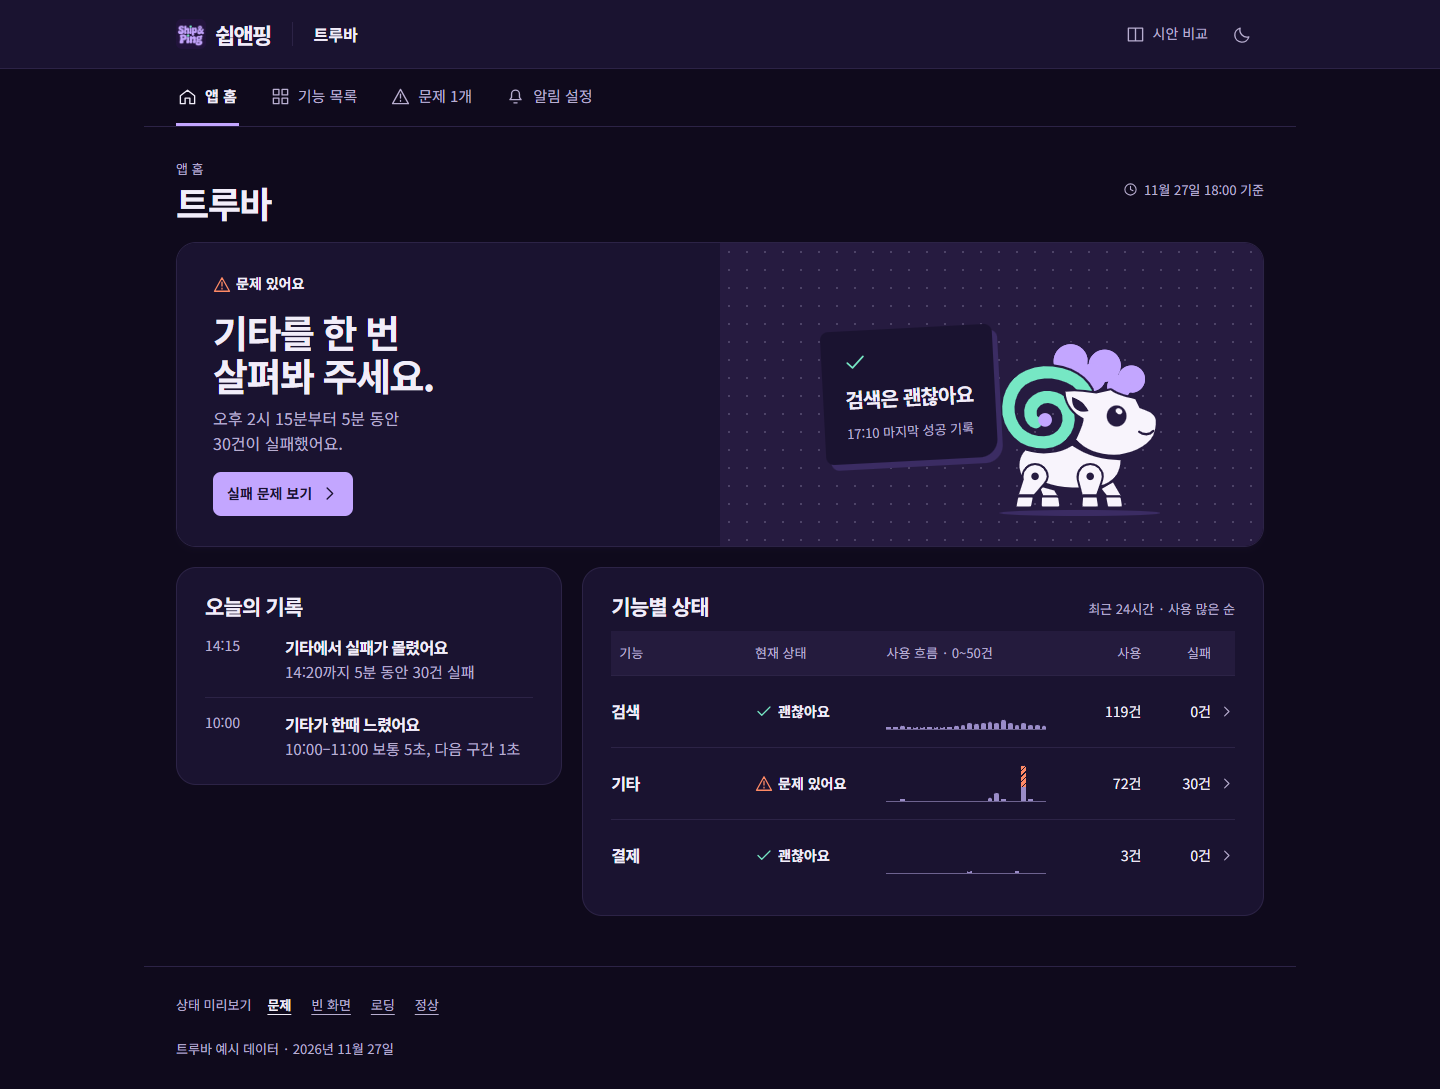 Ship&
Ping
쉽앤핑
트루바
시안 비교
앱 홈
기능 목록
문제 1개
알림 설정
앱 홈
트루바
11월 27일 18:00 기준
문제 있어요
기타를 한 번
살펴봐 주세요.
오후 2시 15분부터 5분 동안
30건이 실패했어요.
실패 문제 보기
검색은 괜찮아요
17:10 마지막 성공 기록
오늘의 기록
14:15
기타에서 실패가 몰렸어요
14:20까지 5분 동안 30건 실패
10:00
기타가 한때 느렸어요
10:00–11:00 보통 5초, 다음 구간 1초
기능별 상태
최근 24시간 · 사용 많은 순
기능 현재 상태 사용 흐름 · 0~50건 사용 실패
검색 괜찮아요 119건 0건
기타 문제 있어요 72건 30건
결제 괜찮아요 3건 0건
상태 미리보기 문제 빈 화면 로딩 정상
트루바 예시 데이터 · 2026년 11월 27일